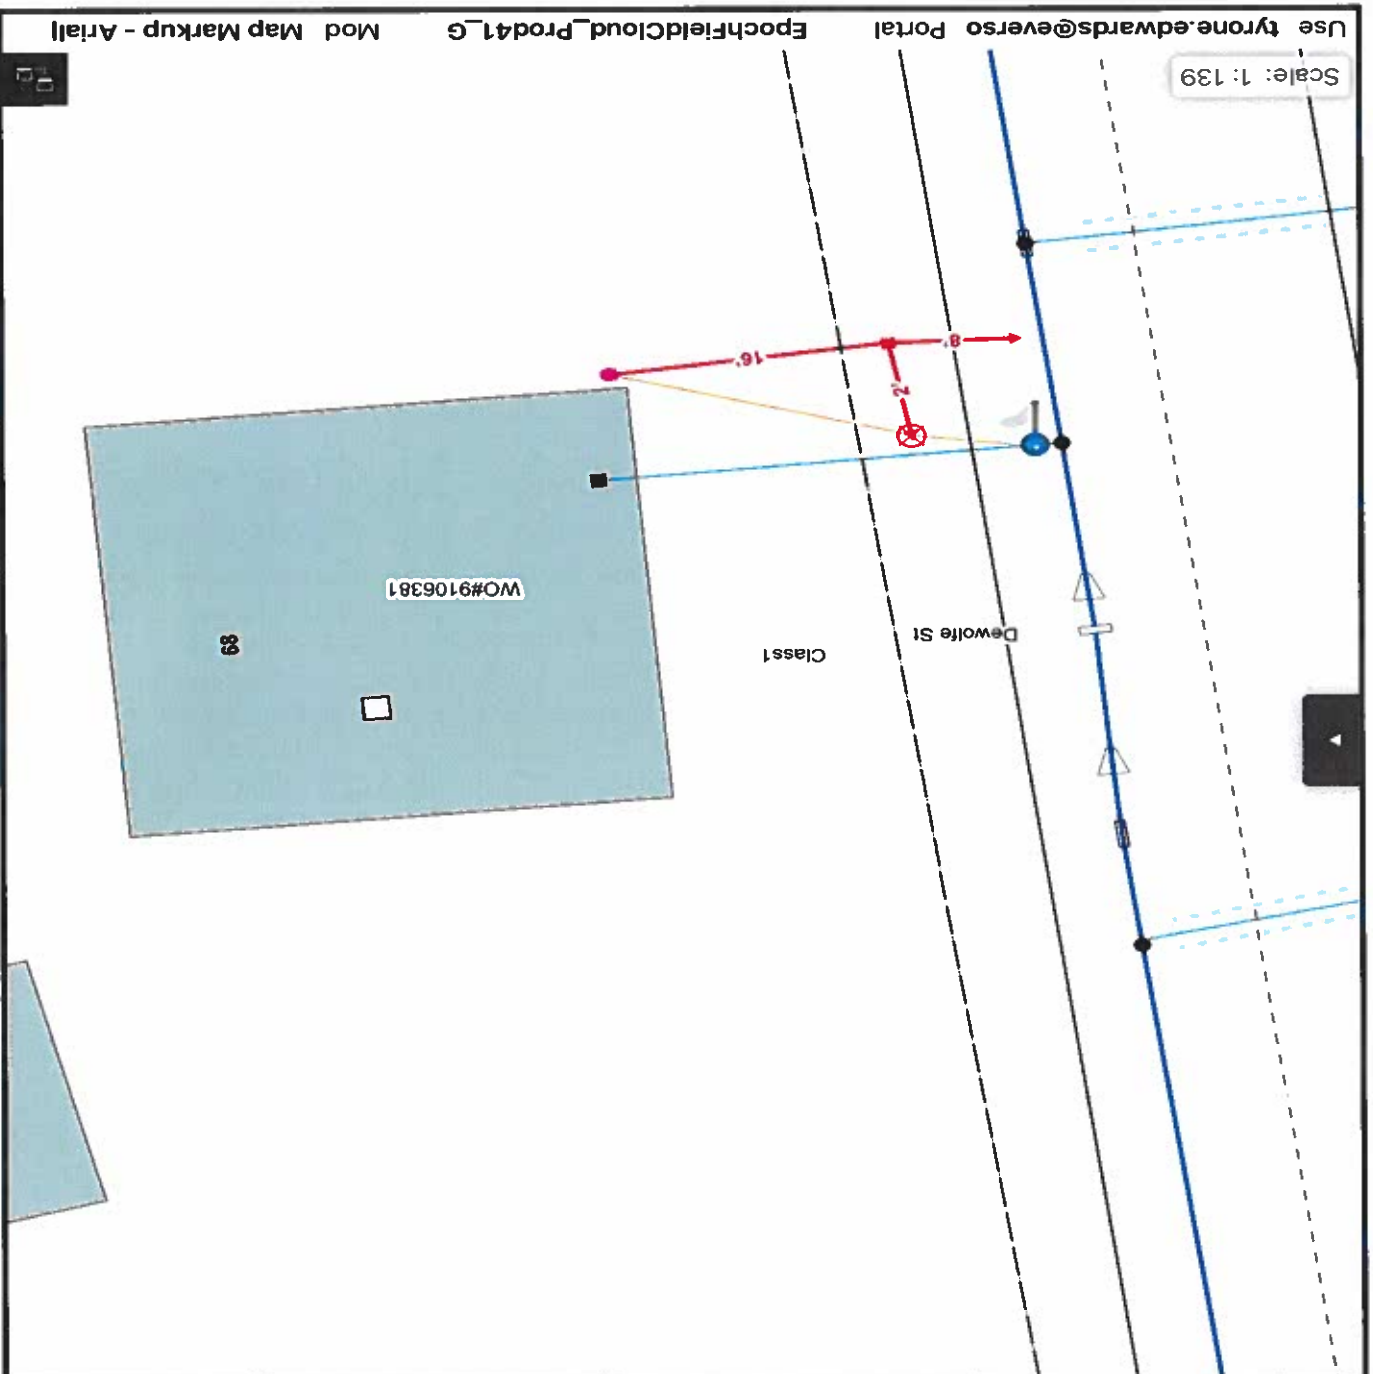 Class1
89
Dewolfe St
WO#9106381
2'
16'
8'
Scale: 1: 139
Use tyrone.edwards@everso Portal EpochFieldCloud_Prod41_G Mod Map Markup - Ariall